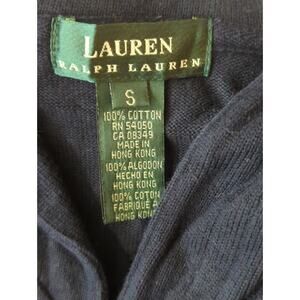 LAUREN
RALPH LAUREN
S
100% COTTON
RN 54050
CA 08349
MADE IN
HONG KONG
100% ALGODON
HECHO EN
HONG KONG
100% COTON
FABRIQUE A
HONG KONG